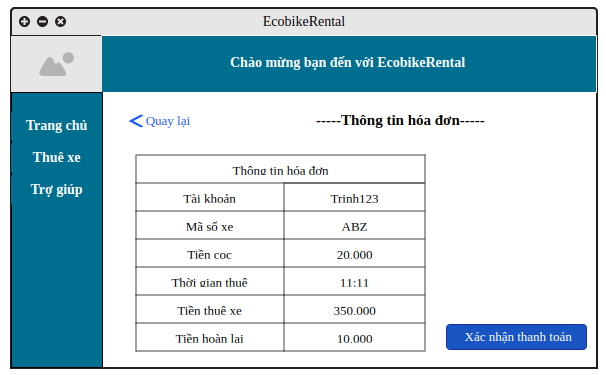 EcobikeRental
Chào mừng bạn đến với EcobikeRental
Trang chủ
Thuê xe
Trợ giúp
Quay lại
-----Thông tin hóa đơn-----
Thông tin hóa đơn
Tài khoản Trinh123
Mã số xe ABZ
Tiền cọc 20.000
Thời gian thuê 11:11
Tiền thuê xe 350.000
Tiền hoàn lại 10.000
Xác nhận thanh toán